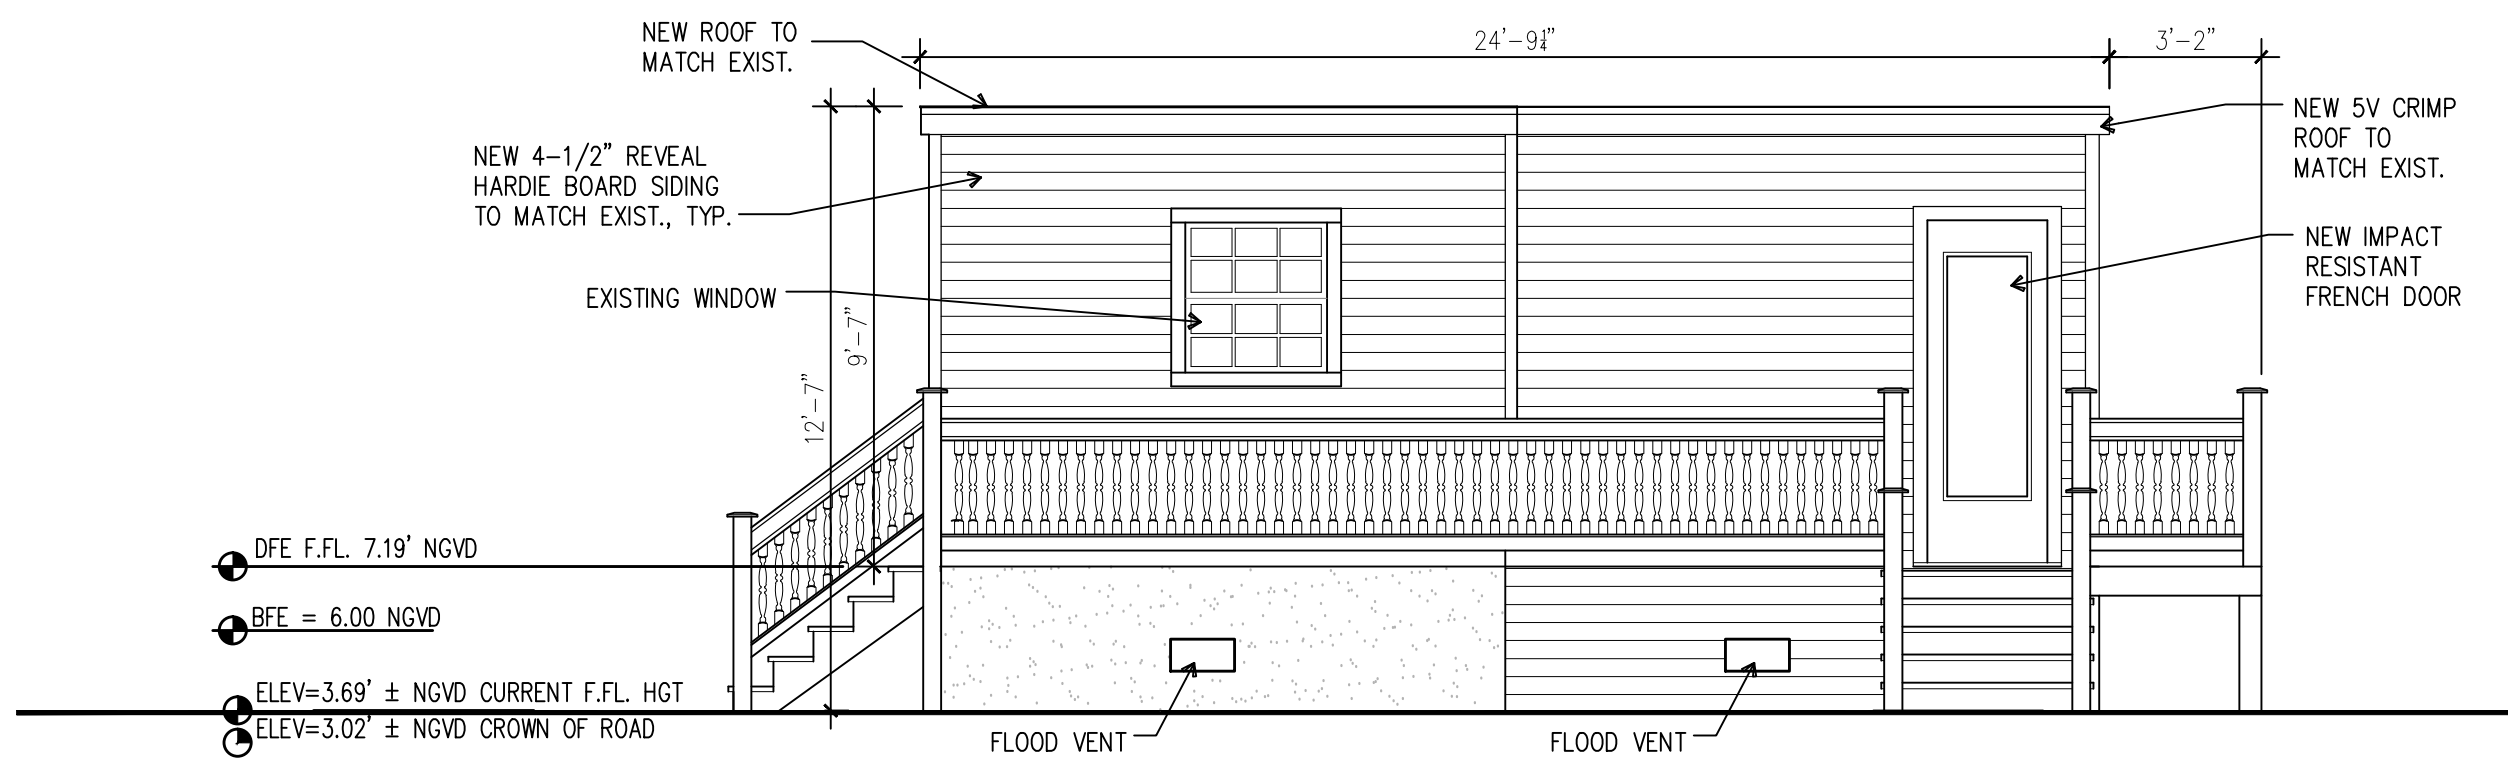 NEW ROOF TO
MATCH EXIST.
24'-9¼"
3'-2"
NEW 5V CRIMP
ROOF TO
MATCH EXIST.
NEW 4-1/2" REVEAL
HARDIE BOARD SIDING
TO MATCH EXIST., TYP.
NEW IMPACT
RESISTANT
FRENCH DOOR
EXISTING WINDOW
9'-7"
12'-7"
DFE F.FL. 7.19' NGVD
BFE = 6.00 NGVD
ELEV=3.69' ± NGVD CURRENT F.FL. HGT
ELEV=3.02' ± NGVD CROWN OF ROAD
FLOOD VENT
FLOOD VENT